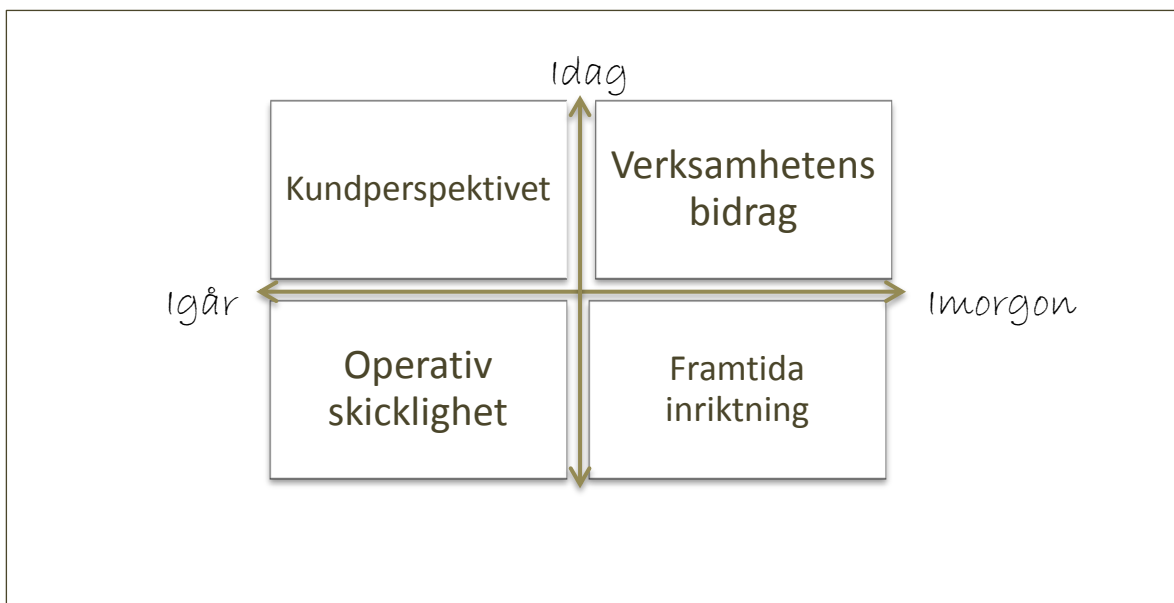 Idag
Kundperspektivet
Verksamhetens
bidrag
Igår
Imorgon
Operativ
skicklighet
Framtida
inriktning